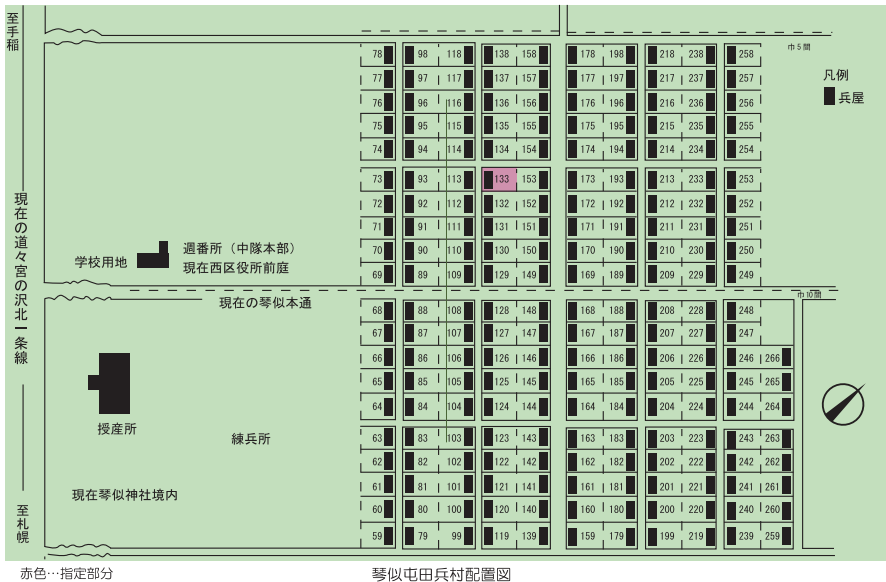 至手稲
78 98 118 138 158 178 198 218 238 258
巾5間
77 97 117 137 157 177 197 217 237 257
凡例
76 96 116 136 156 176 196 216 236 256
兵屋
75 95 115 135 155 175 195 215 235 255
74 94 114 134 154 174 194 214 234 254
73 93 113 133 153 173 193 213 233 253
72 92 112 132 152 172 192 212 232 252
現在の道々宮の沢北一条線
71 91 111 131 151 171 191 211 231 251
週番所（中隊本部）
70 90 110 130 150 170 190 210 230 250
学校用地
現在西区役所前庭
69 89 109 129 149 169 189 209 229 249
現在の琴似本通
巾10間
68 88 108 128 148 168 188 208 228 248
67 87 107 127 147 167 187 207 227 247
66 86 106 126 146 166 186 206 226 246 266
65 85 105 125 145 165 185 205 225 245 265
64 84 104 124 144 164 184 204 224 244 264
授産所
練兵所
63 83 103 123 143 163 183 203 223 243 263
62 82 102 122 142 162 182 202 222 242 262
61 81 101 121 141 161 181 201 221 241 261
現在琴似神社境内
60 80 100 120 140 160 180 200 220 240 260
至札幌
59 79 99 119 139 159 179 199 219 239 259
赤色…指定部分
琴似屯田兵村配置図